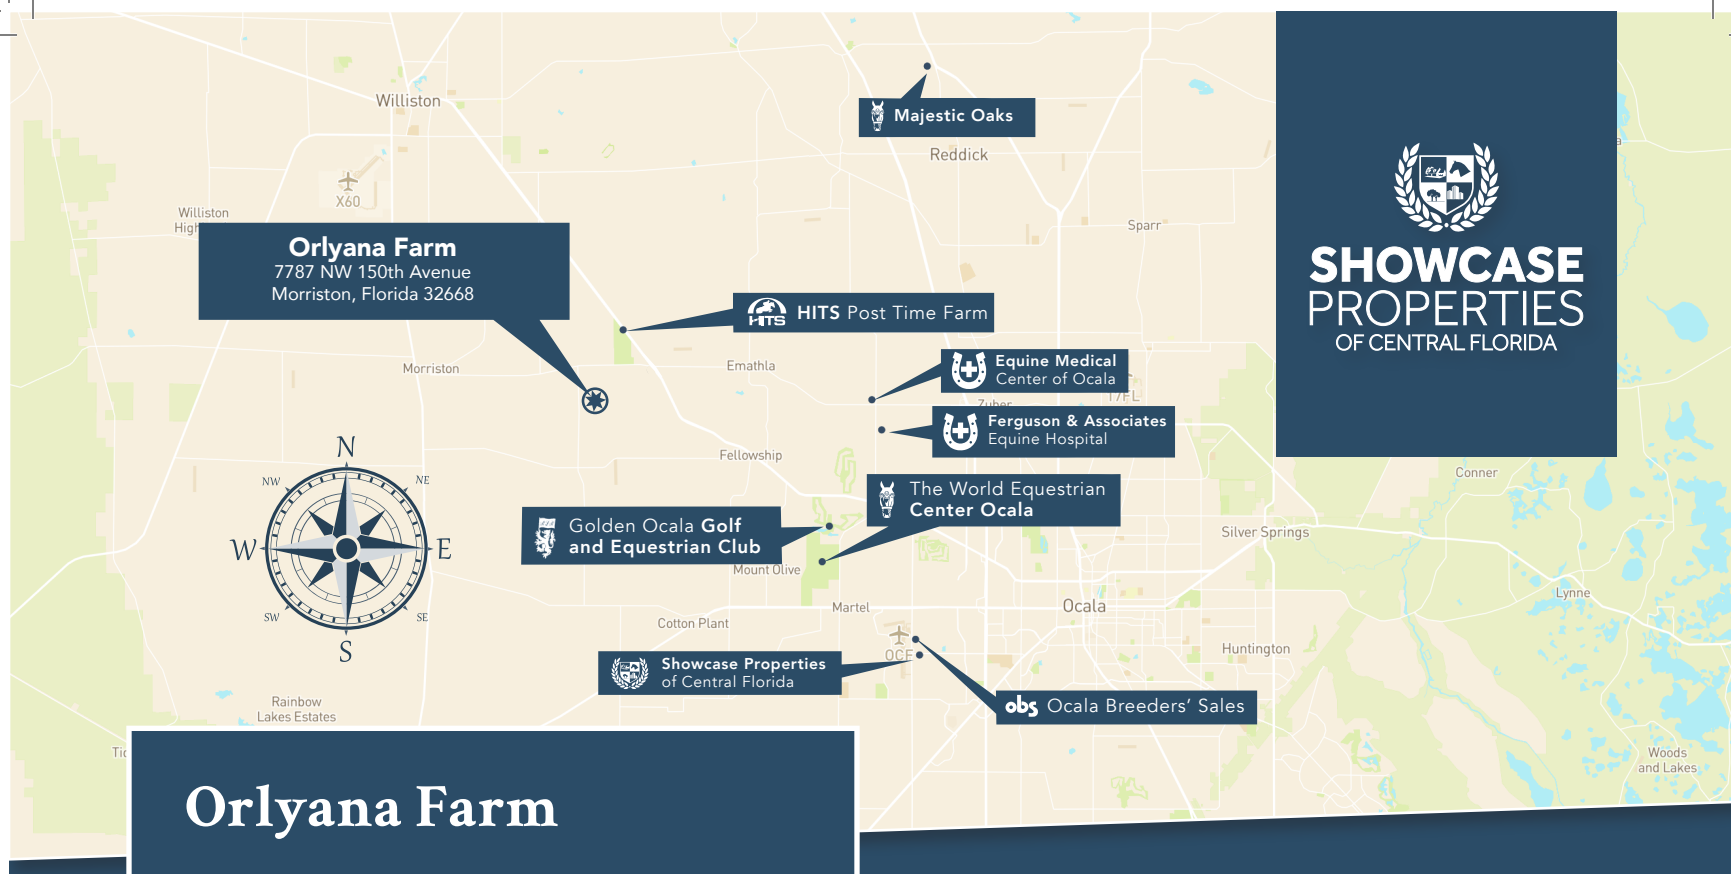 Majestic Oaks
Williston
Reddick
X60
Williston
High
Sparr
Orlyana Farm
7787 NW 150th Avenue
Morriston, Florida 32668
SHOWCASE
PROPERTIES
OF CENTRAL FLORIDA
HITS
HITS Post Time Farm
Morriston
Emathla
Equine Medical
Center of Ocala
Zuber
17FL
Ferguson & Associates
Equine Hospital
Fellowship
Conner
N
NW
NE
W
E
SW
SE
S
The World Equestrian
Center Ocala
Golden Ocala Golf
and Equestrian Club
Silver Springs
Mount Olive
Martel
Ocala
Lynne
Cotton Plant
Huntington
OCF
Showcase Properties
of Central Florida
Rainbow
Lakes Estates
obs Ocala Breeders' Sales
Woods
and Lakes
Orlyana Farm